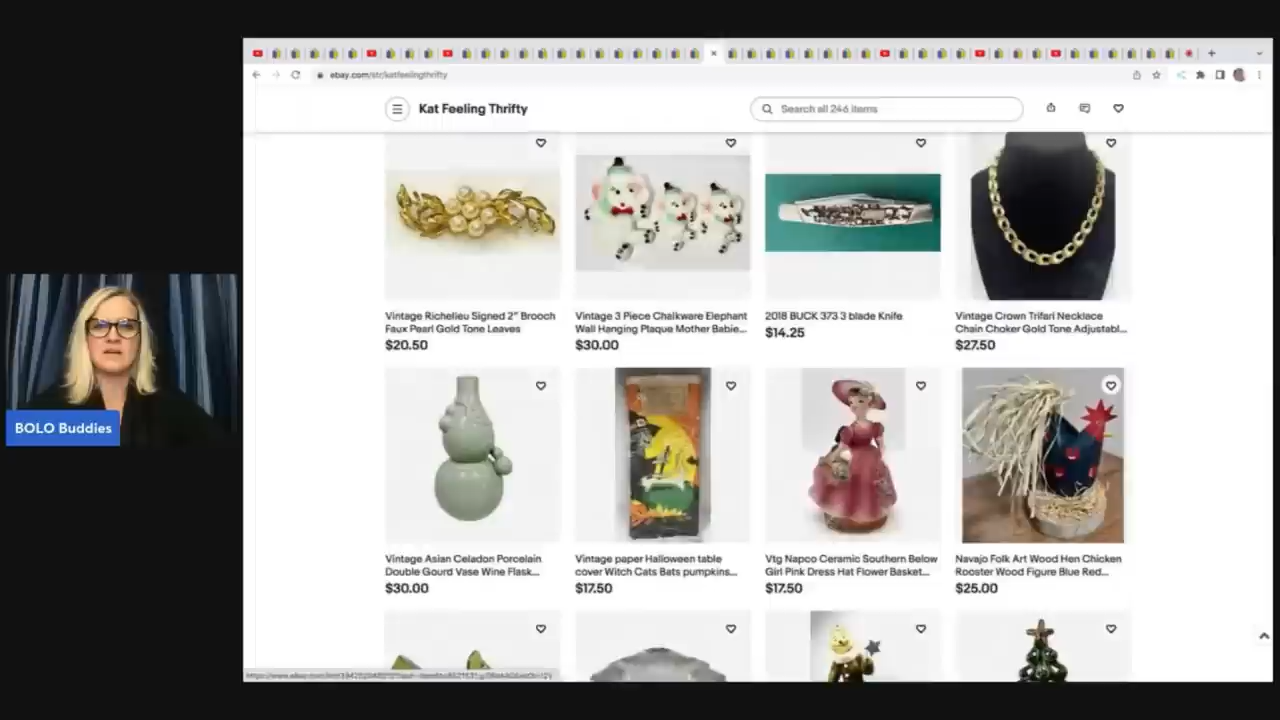 ebay.com/str/katfeelingthrifty
Kat Feeling Thrifty
Search all 246 items
Vintage Richelieu Signed 2" Brooch
Faux Pearl Gold Tone Leaves
$20.50
Vintage 3 Piece Chalkware Elephant
Wall Hanging Plaque Mother Babie...
$30.00
2018 BUCK 373 3 blade Knife
$14.25
Vintage Crown Trifari Necklace
Chain Choker Gold Tone Adjustabl...
$27.50
BOLO Buddies
Vintage Asian Celadon Porcelain
Double Gourd Vase Wine Flask...
$30.00
Vintage paper Halloween table
cover Witch Cats Bats pumpkins...
$17.50
Vtg Napco Ceramic Southern Below
Girl Pink Dress Hat Flower Basket...
$17.50
Navajo Folk Art Wood Hen Chicken
Rooster Wood Figure Blue Red...
$25.00